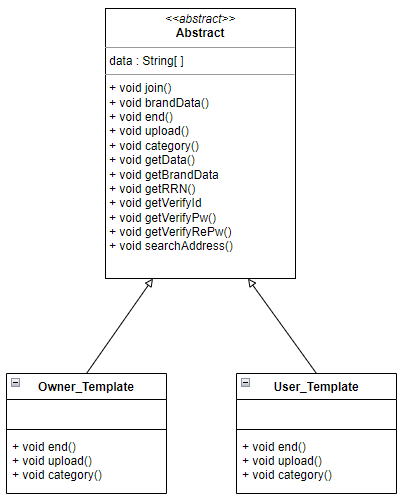 <<abstract>>
Abstract
data : String[ ]
+ void join()
+ void brandData()
+ void end()
+ void upload()
+ void category()
+ void getData()
+ void getBrandData
+ void getRRN()
+ void getVerifyId
+ void getVerifyPw()
+ void getVerifyRePw()
+ void searchAddress()
Owner_Template
+ void end()
+ void upload()
+ void category()
User_Template
+ void end()
+ void upload()
+ void category()